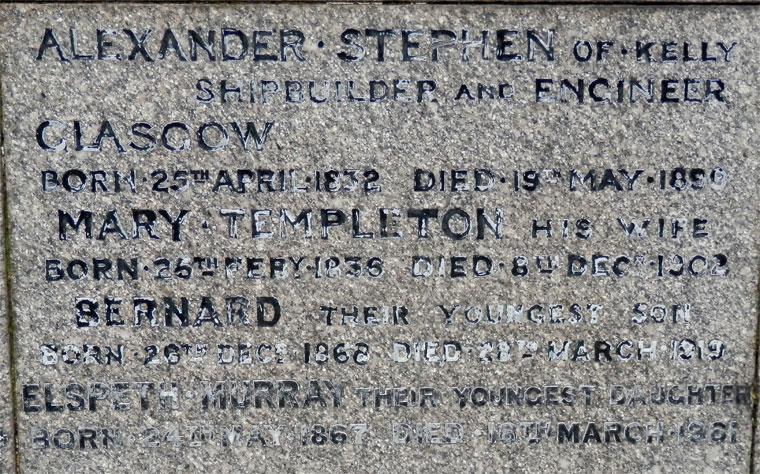 ALEXANDER · STEPHEN OF · KELLY
SHIPBUILDER AND ENGINEER
GLASGOW
BORN · 25TH APRIL · 1832 DIED · 19TH MAY · 1899
MARY · TEMPLETON HIS WIFE
BORN · 25TH FEBY · 1836 DIED · 8TH DECR · 1902
BERNARD THEIR YOUNGEST SON
BORN · 26TH DECR 1868 DIED · 28TH MARCH · 1919
ELSPETH · MURRAY THEIR YOUNGEST DAUGHTER
BORN · 24TH MAY · 1867 DIED · 16TH MARCH · 1961